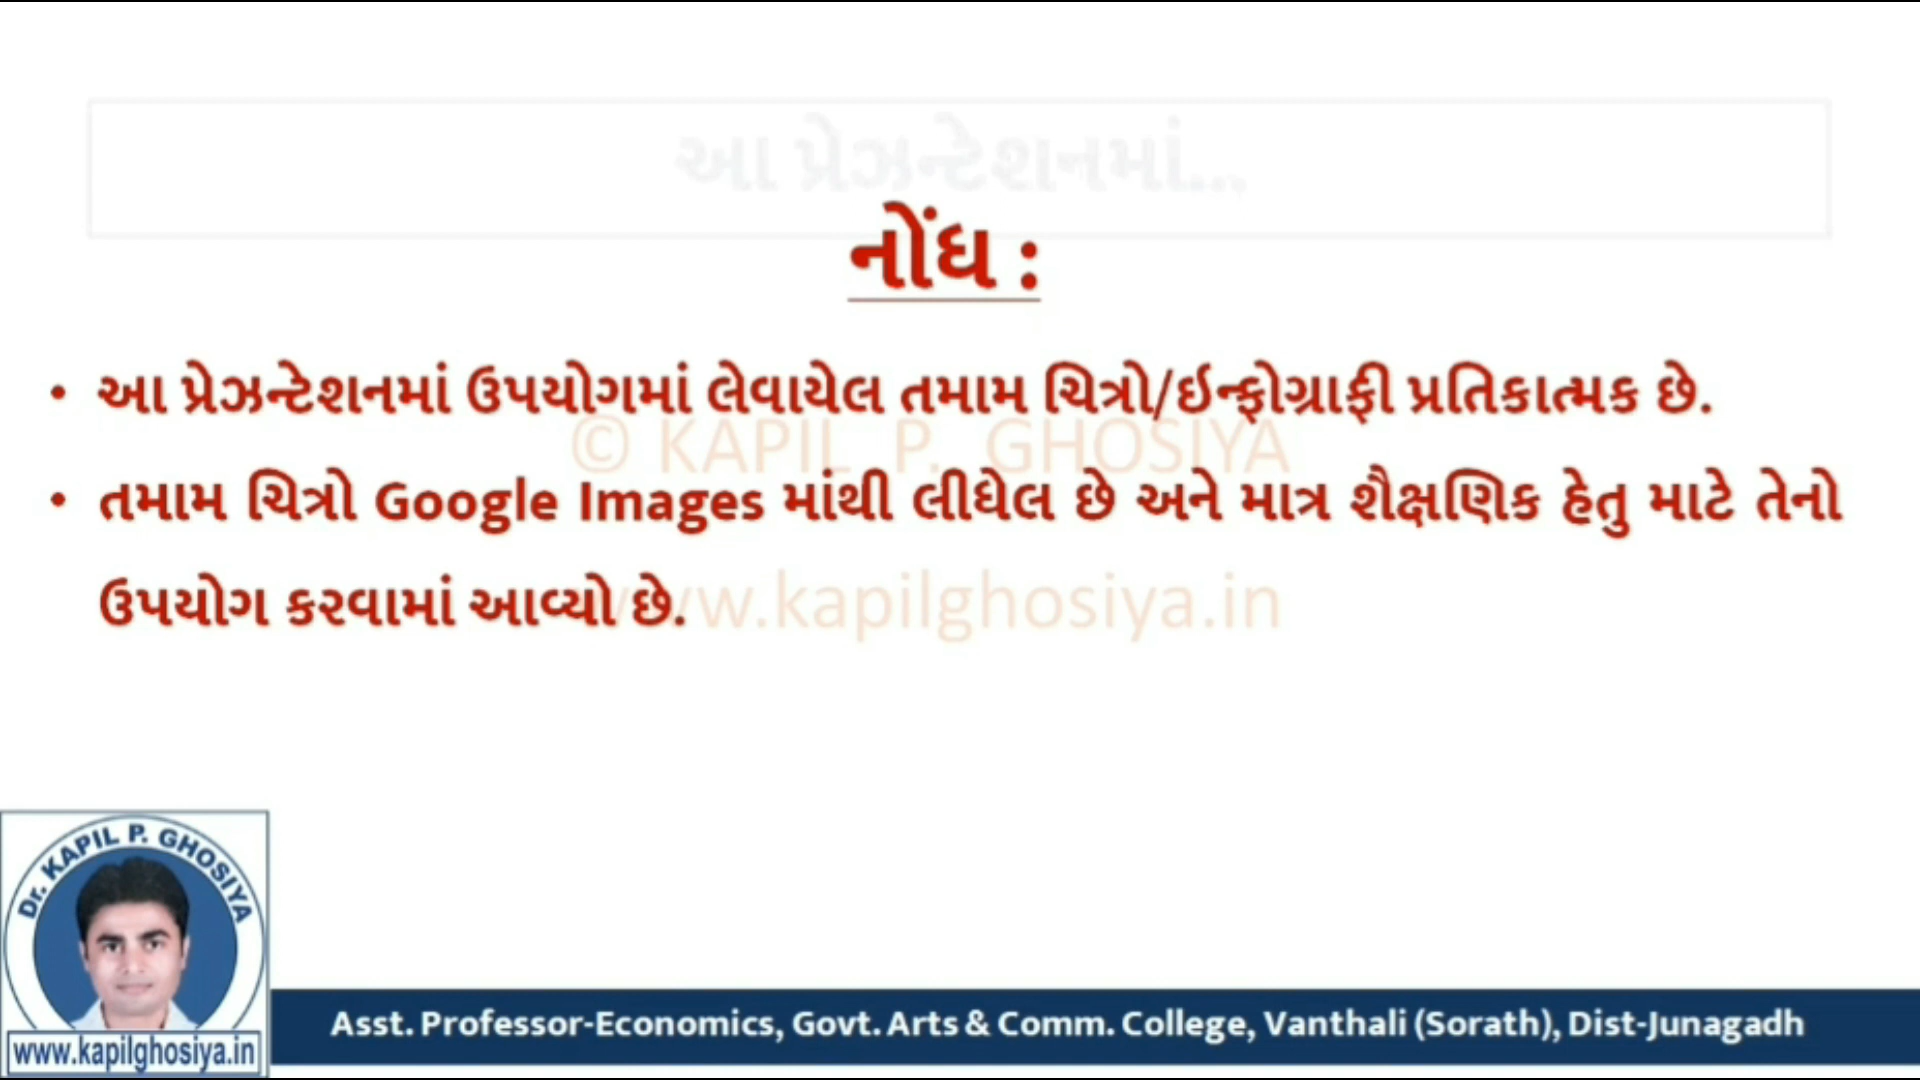 આ પ્રેઝન્ટેશનમાં...
નોંધ :
• આ પ્રેઝન્ટેશનમાં ઉપયોગમાં લેવાયેલ તમામ ચિત્રો/ઇન્ફોગ્રાફી પ્રતિકાત્મક છે.
© KAPIL P. GHOSIYA
• તમામ ચિત્રો Google Images માંથી લીધેલ છે અને માત્ર શૈક્ષણિક હેતુ માટે તેનો
ઉપયોગ કરવામાં આવ્યો છે.
www.kapilghosiya.in
Dr. KAPIL P. GHOSIYA
www.kapilghosiya.in
Asst. Professor-Economics, Govt. Arts & Comm. College, Vanthali (Sorath), Dist-Junagadh